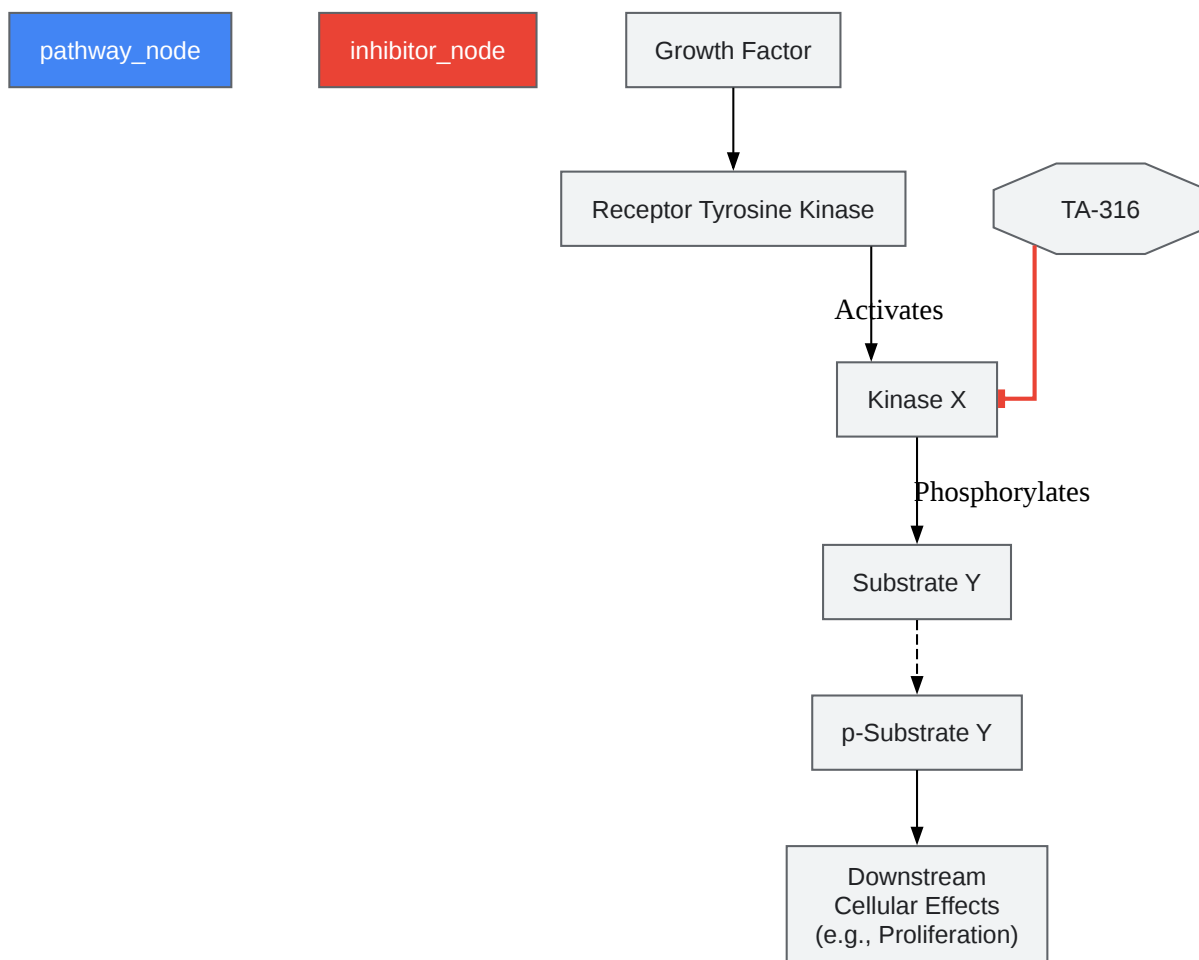 pathway_node
inhibitor_node
Growth Factor
Receptor Tyrosine Kinase
TA-316
Activates
Kinase X
Phosphorylates
Substrate Y
p-Substrate Y
Downstream
Cellular Effects
(e.g., Proliferation)